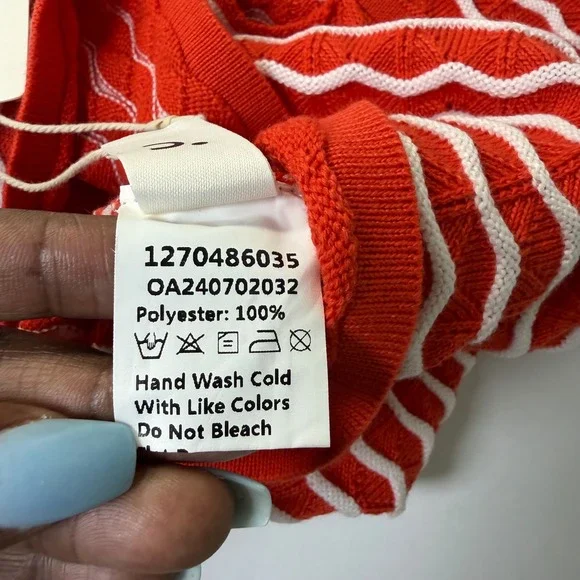 1270486035
OA240702032
Polyester: 100%
Hand Wash Cold
With Like Colors
Do Not Bleach